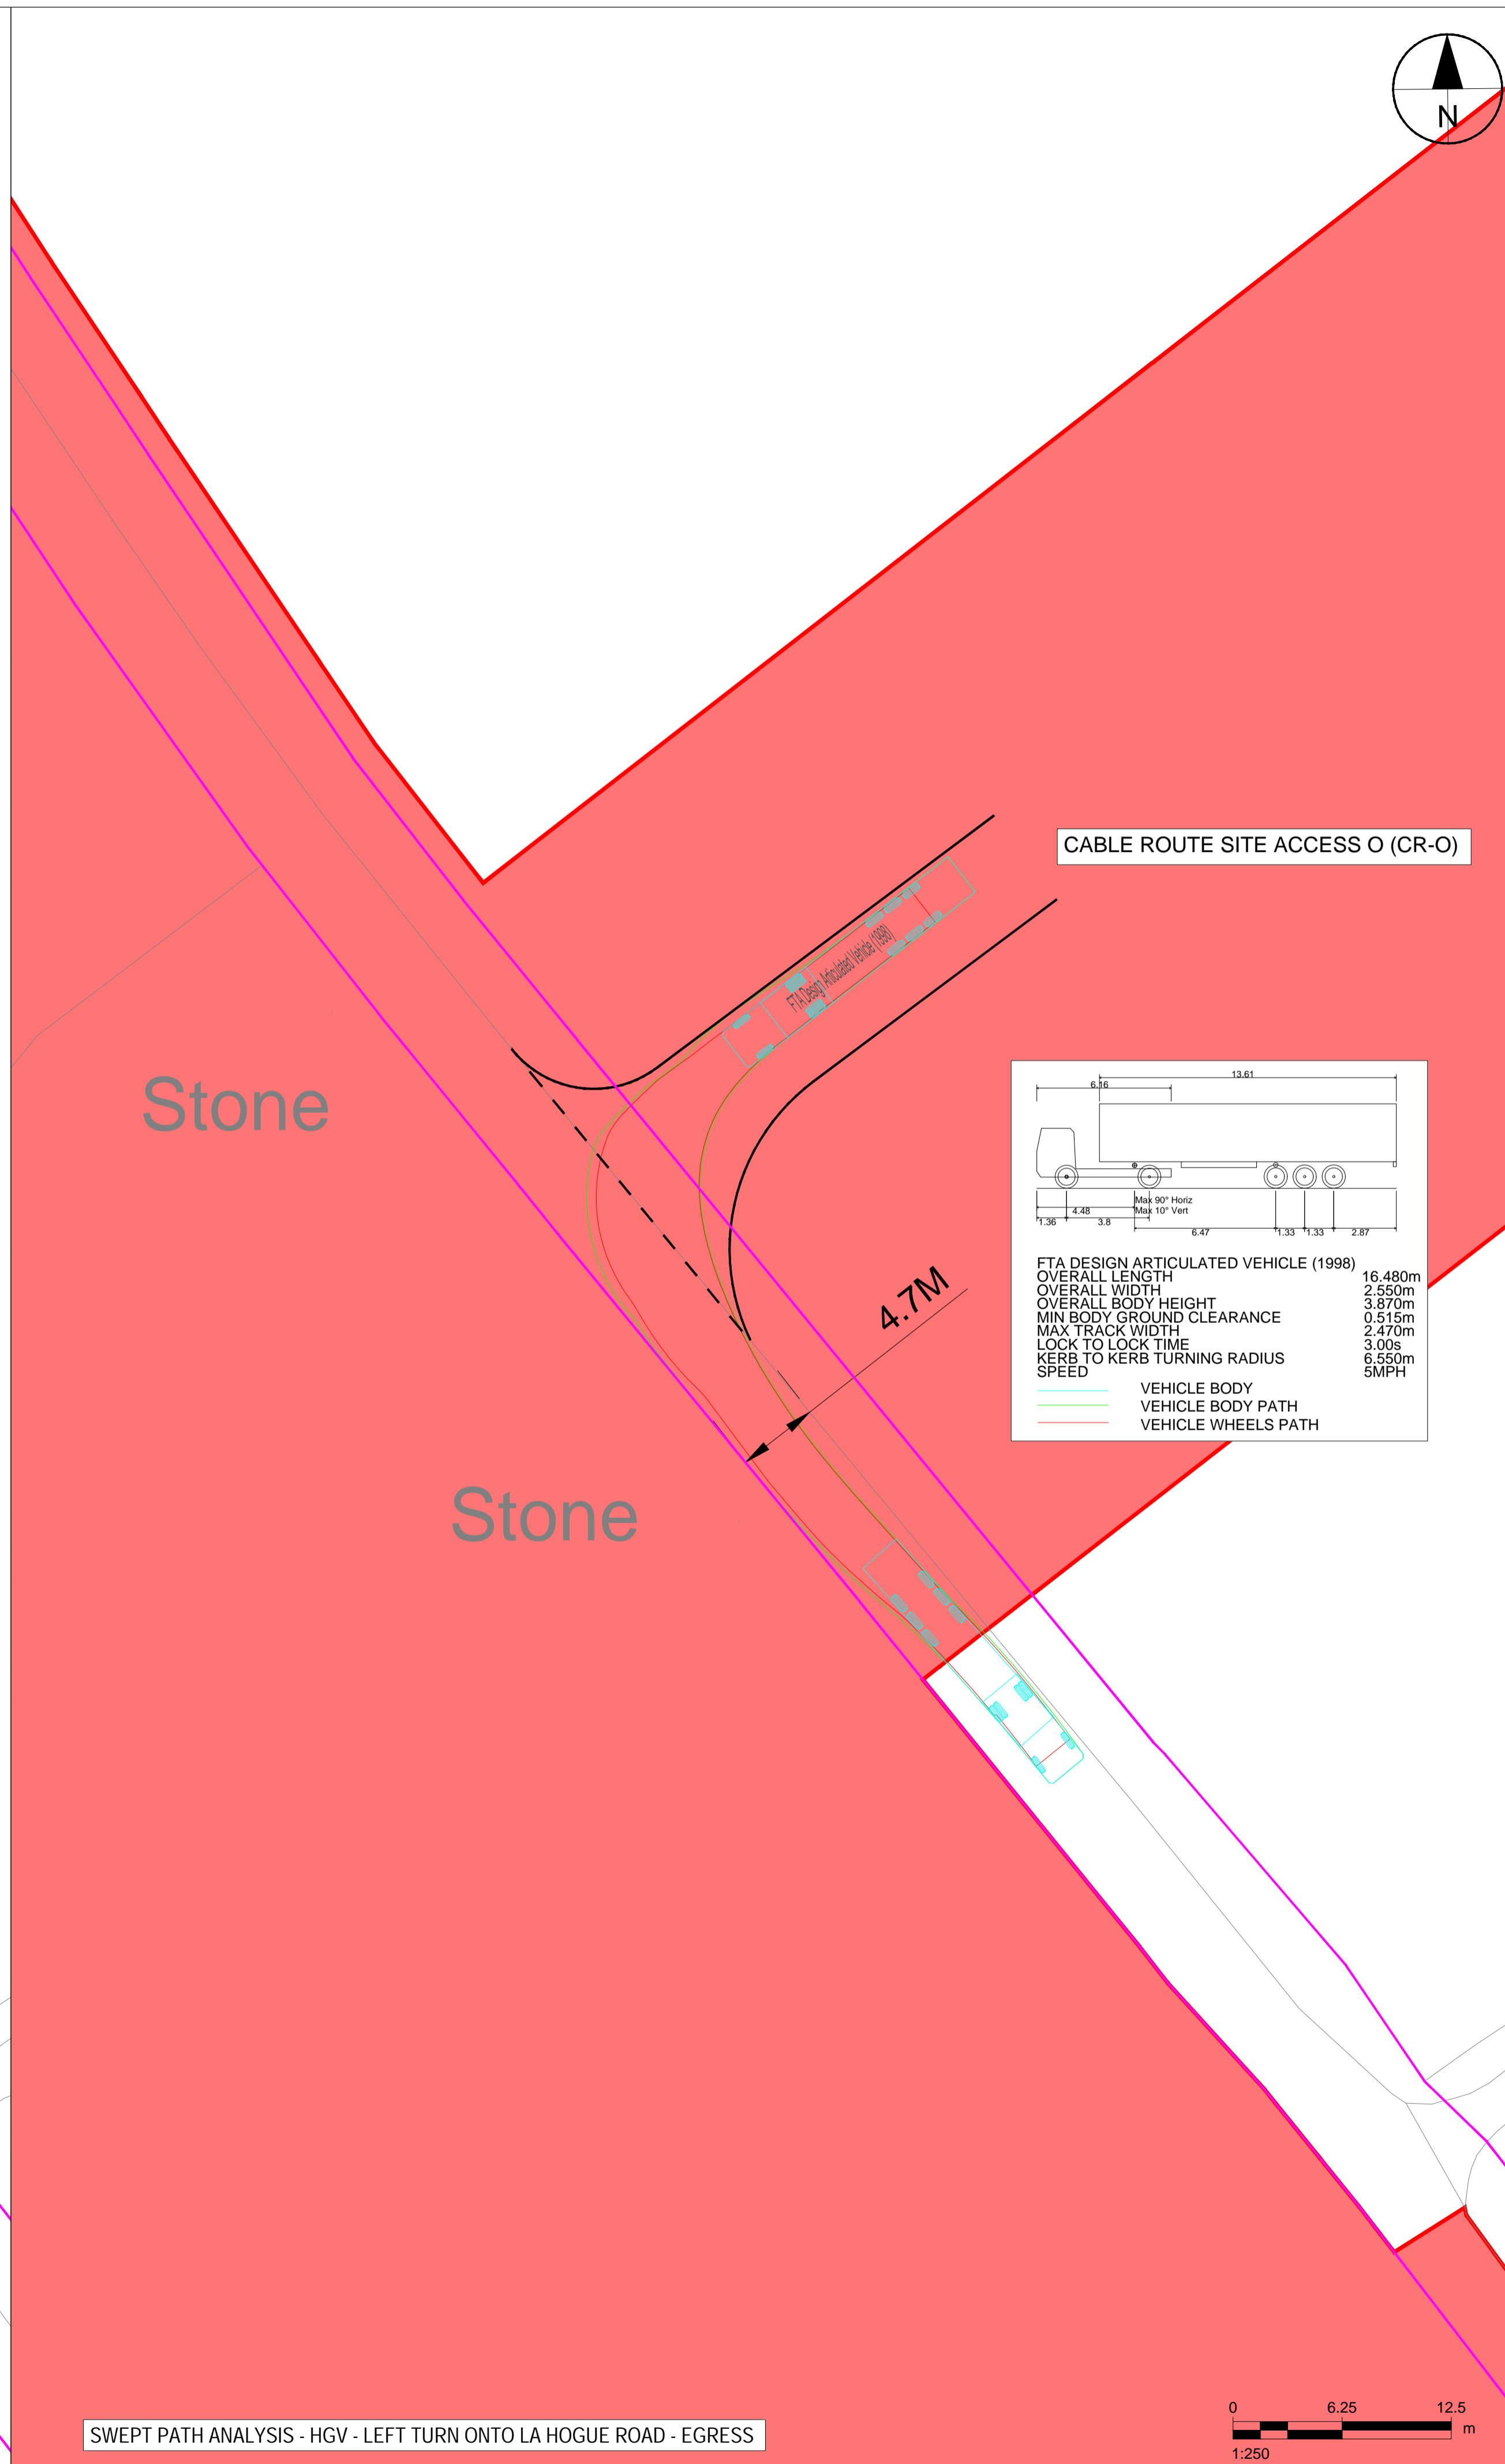 N
CABLE ROUTE SITE ACCESS O (CR-O)
FTA Design Articulated Vehicle (1998)
Stone
13.61
6.16
Max 90° Horiz
Max 10° Vert
4.48
1.36
3.8
6.47
1.33
1.33
2.87
FTA DESIGN ARTICULATED VEHICLE (1998)
OVERALL LENGTH 16.480m
OVERALL WIDTH 2.550m
OVERALL BODY HEIGHT 3.870m
MIN BODY GROUND CLEARANCE 0.515m
MAX TRACK WIDTH 2.470m
LOCK TO LOCK TIME 3.00s
KERB TO KERB TURNING RADIUS 6.550m
SPEED 5MPH
VEHICLE BODY
VEHICLE BODY PATH
VEHICLE WHEELS PATH
4.7M
Stone
SWEPT PATH ANALYSIS - HGV - LEFT TURN ONTO LA HOGUE ROAD - EGRESS
0 6.25 12.5
m
1:250